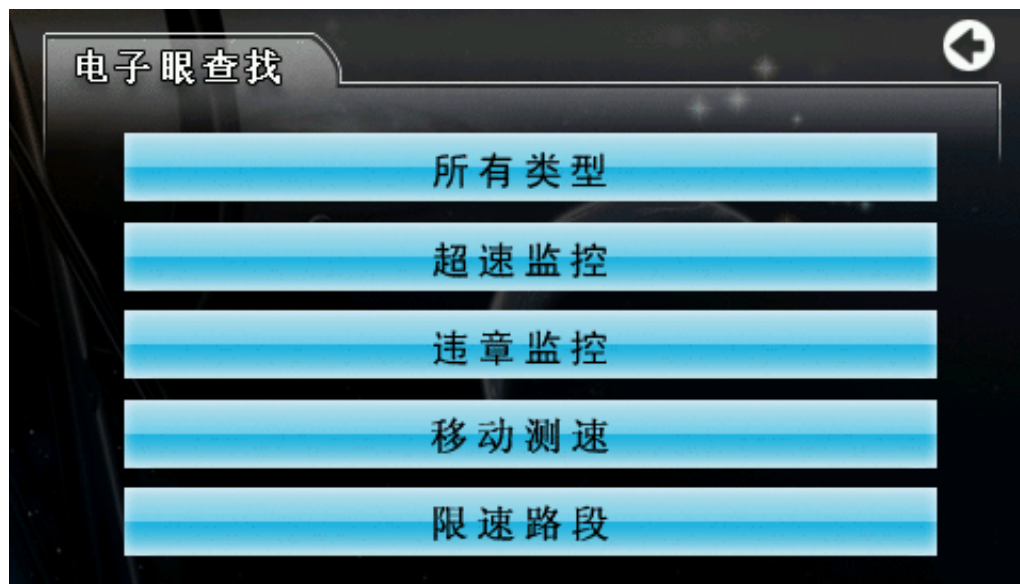 电子眼查找
所有类型
超速监控
违章监控
移动测速
限速路段